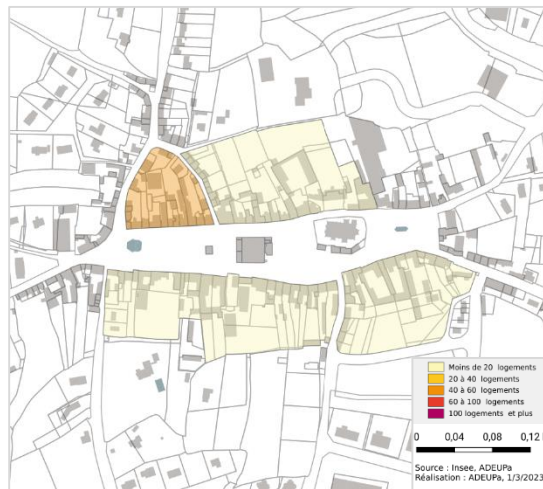 Moins de 20 logements
20 à 40 logements
40 à 60 logements
60 à 100 logements
100 logements et plus
0 0,04 0,08 0,12
Source : Insee, ADEUPa
Réalisation : ADEUPa, 1/3/2023